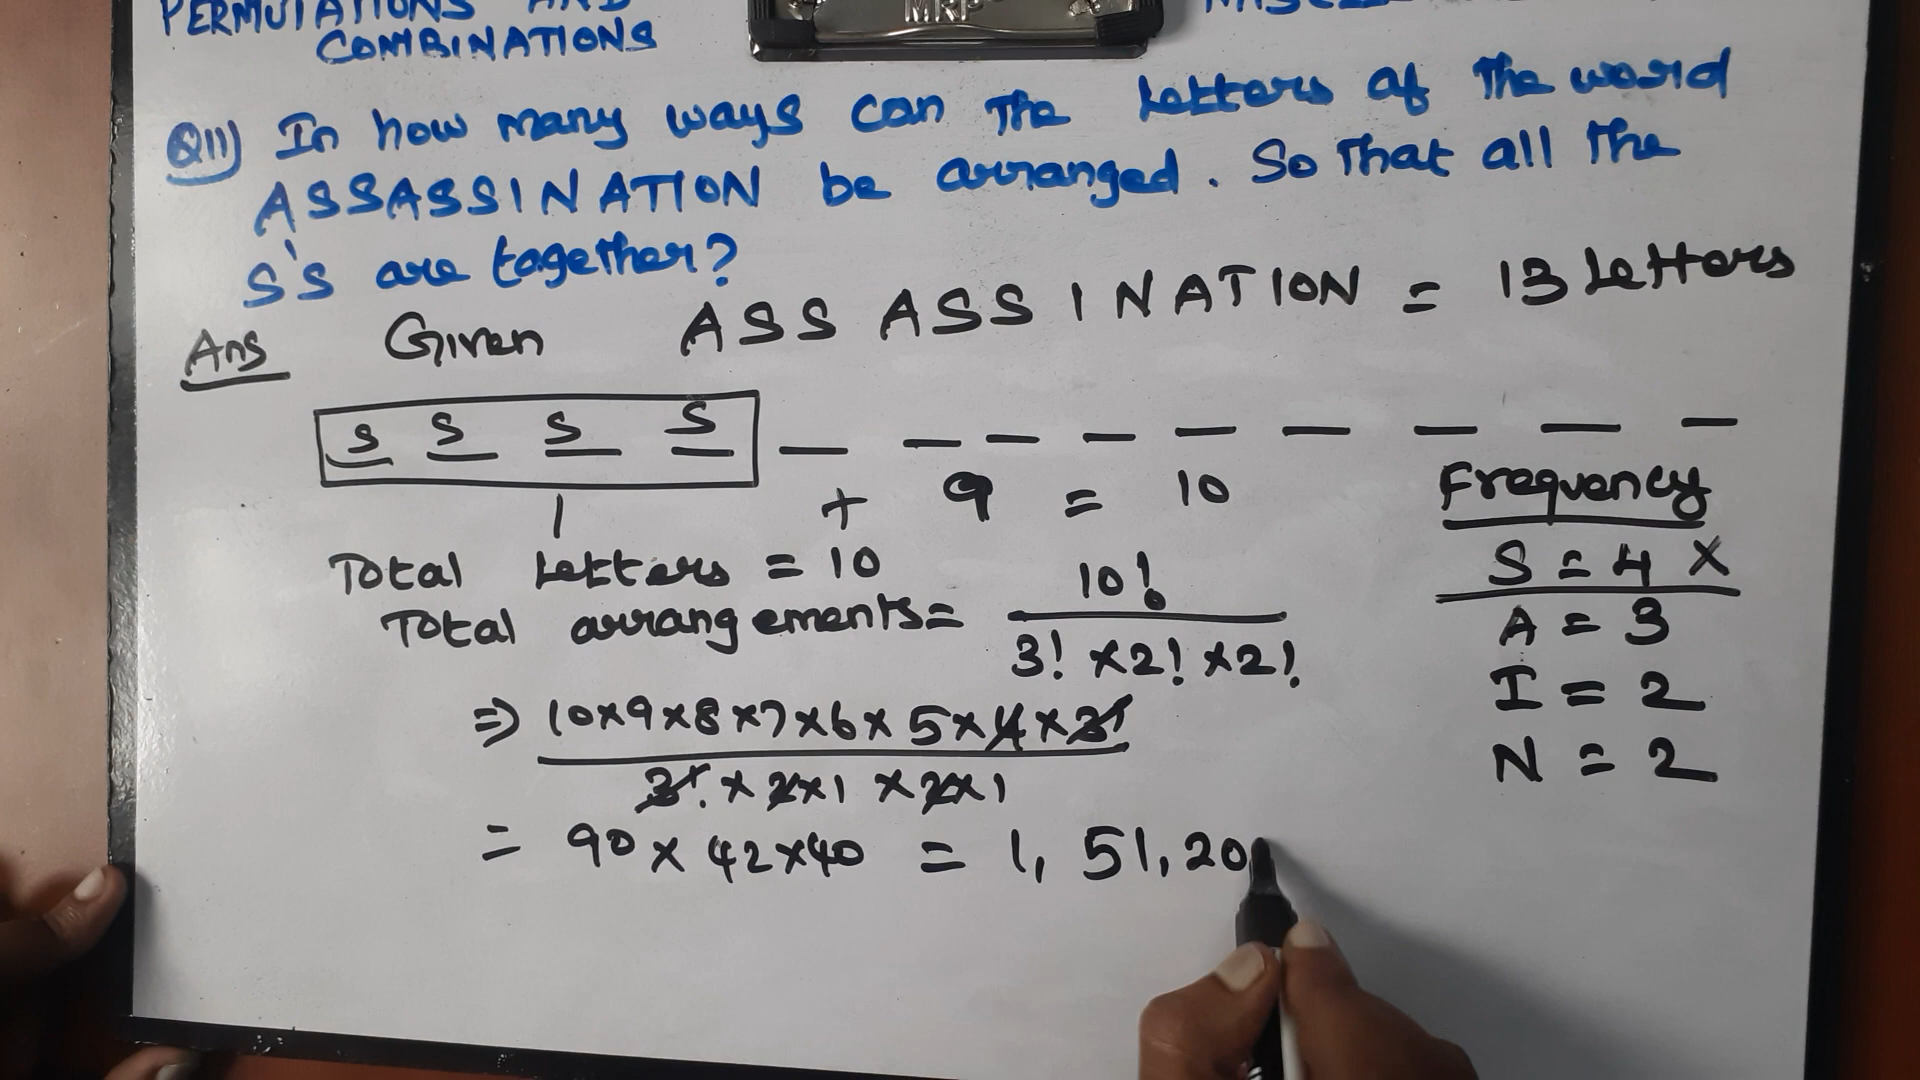 PERMUTATIONS AND
COMBINATIONS
MRP
Q11) In how many ways can The Letters of The word
ASSASSINATION be arranged. So That all The
S's are together?
Ans Given ASS ASS INATION = 13 Letters
S S S S _ _ _ _ _ _ _ _ _
1 + 9 = 10
Total Letters = 10
Total arrangements = 10! / 3! × 2! × 2!
⇒ 10×9×8×7×6×5×4×3! / 3! × 2×1 × 2×1
= 90 × 42×40 = 1, 51, 20
Frequency
S = 4 X
A = 3
I = 2
N = 2